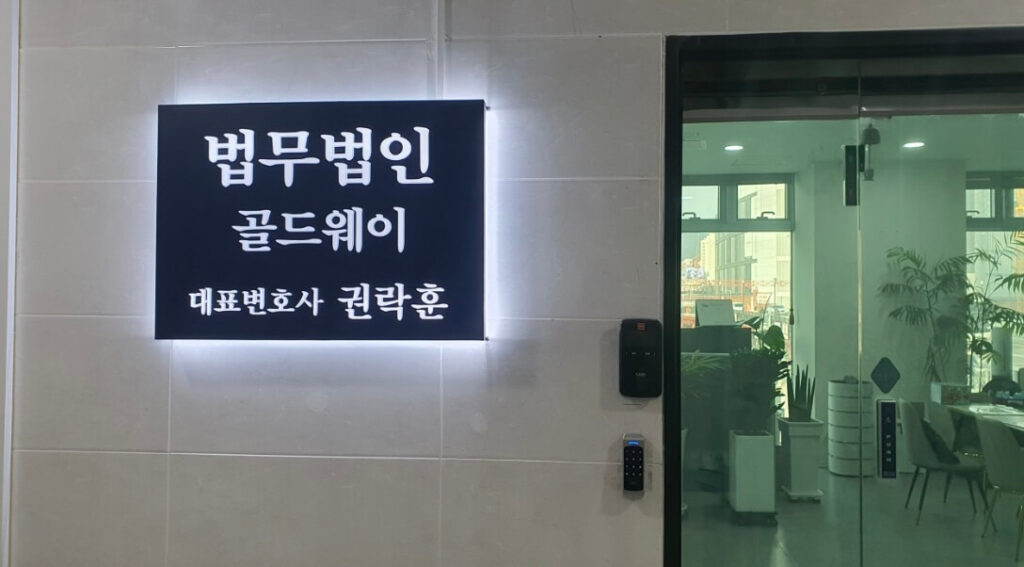 법무법인
골드웨이
대표변호사 권락훈